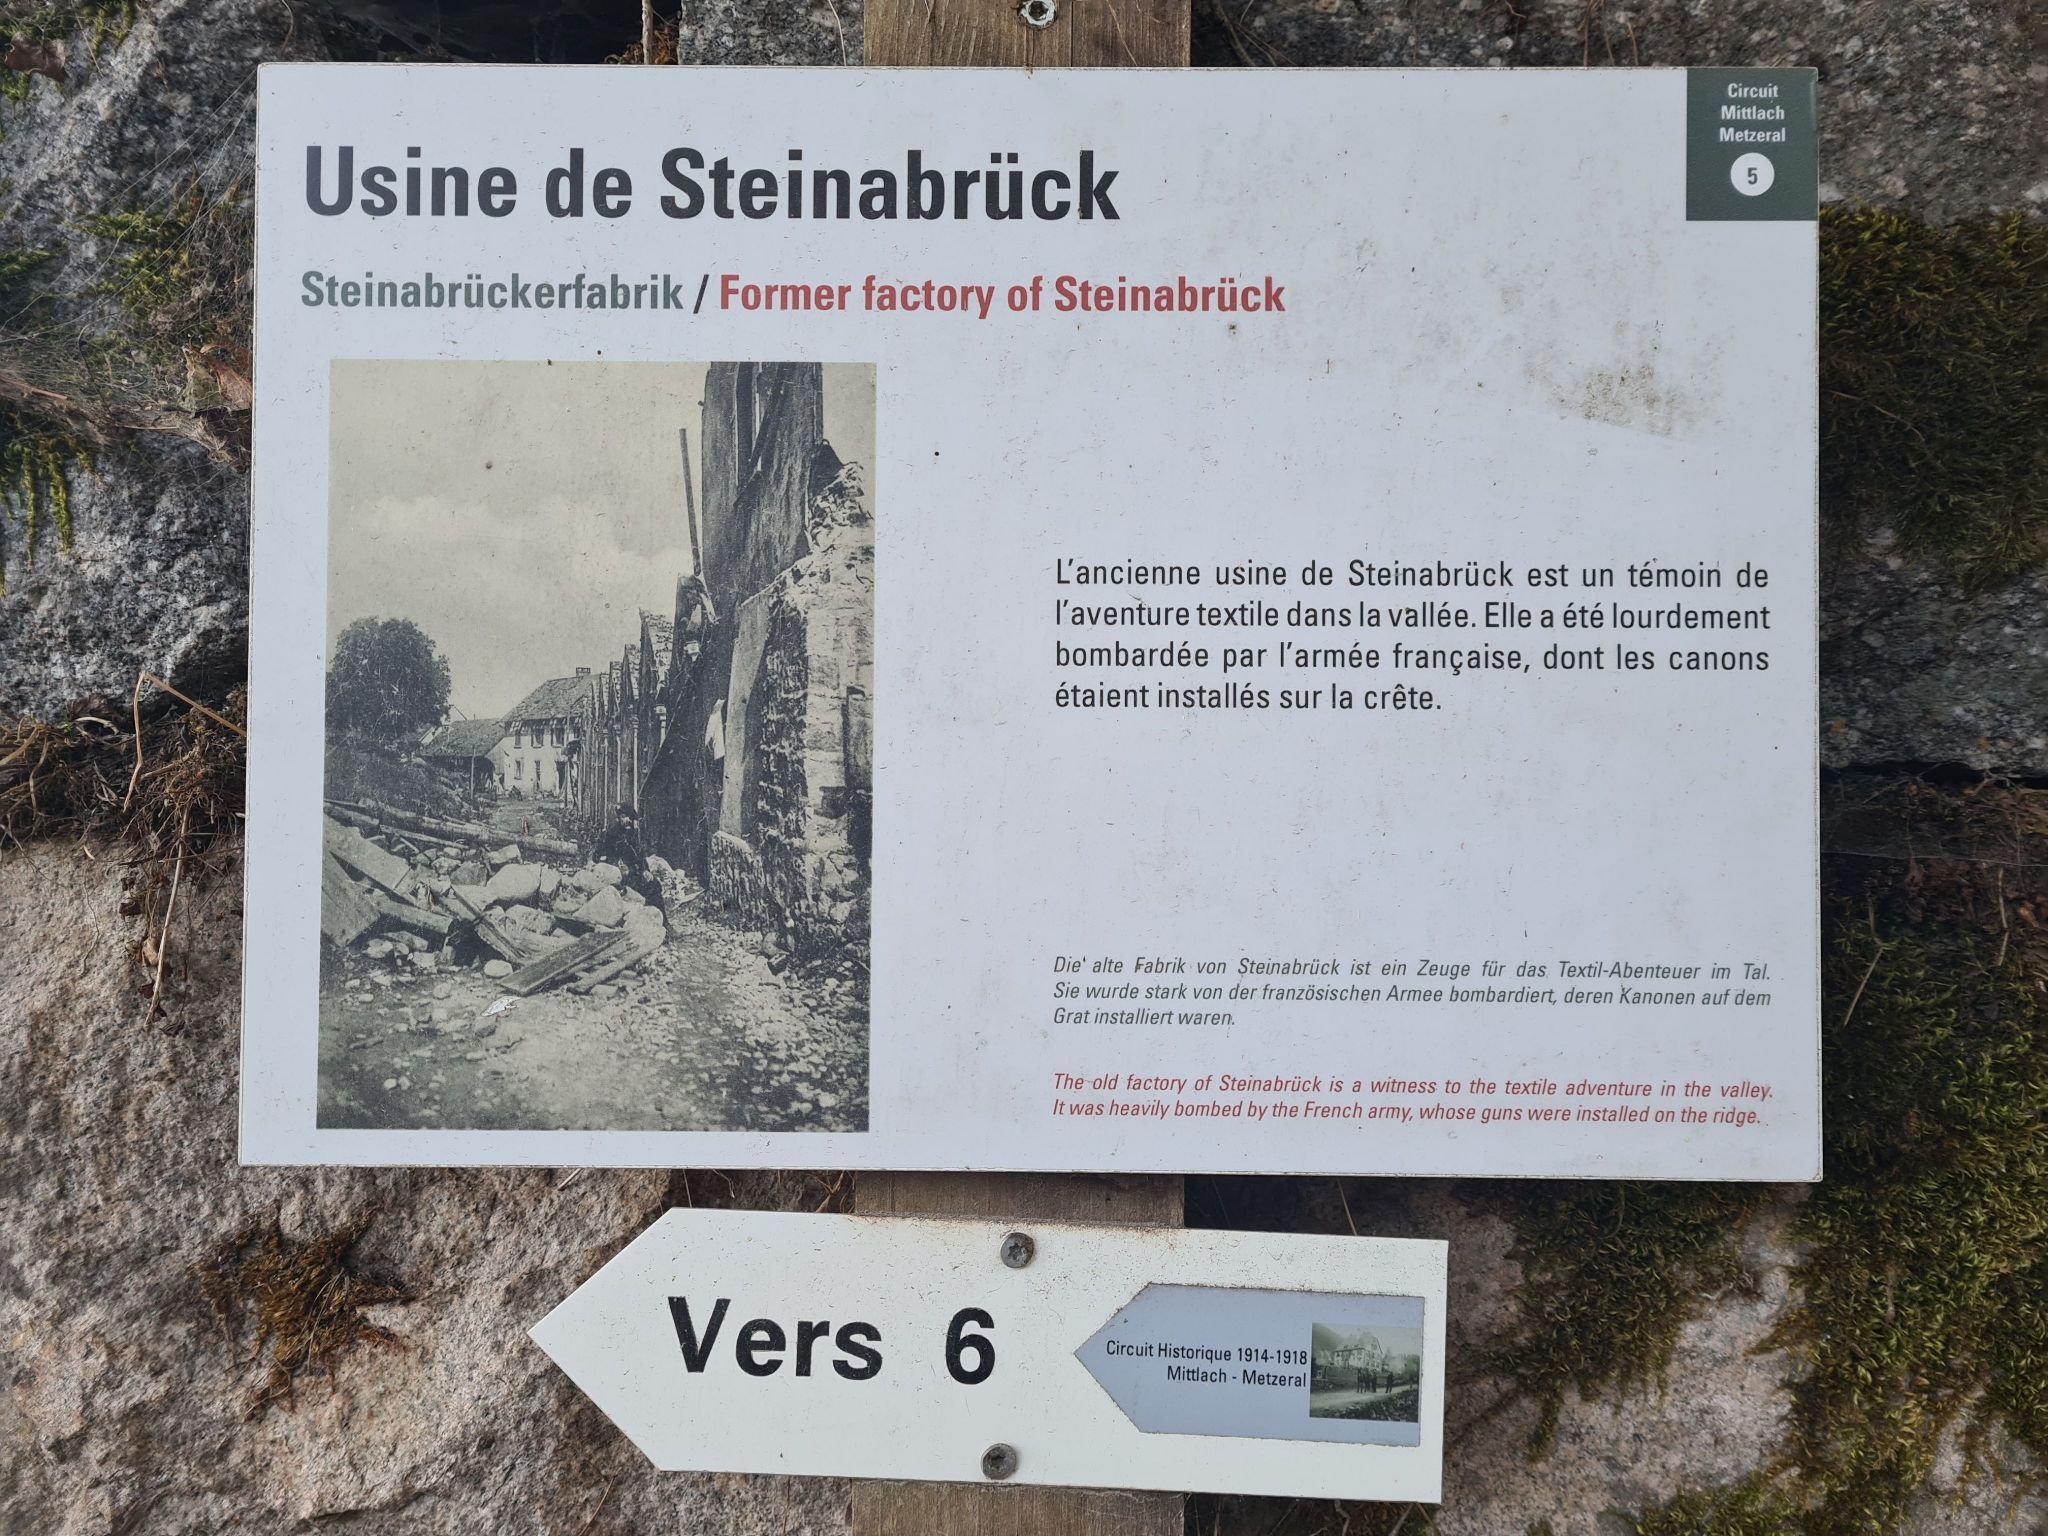 Circuit
Mittlach
Metzeral
5
Usine de Steinabrück
Steinabrückerfabrik / Former factory of Steinabrück
L'ancienne usine de Steinabrück est un témoin de
l'aventure textile dans la vallée. Elle a été lourdement
bombardée par l'armée française, dont les canons
étaient installés sur la crête.
Die alte Fabrik von Steinabrück ist ein Zeuge für das Textil-Abenteuer im Tal.
Sie wurde stark von der französischen Armee bombardiert, deren Kanonen auf dem
Grat installiert waren.
The old factory of Steinabrück is a witness to the textile adventure in the valley.
It was heavily bombed by the French army, whose guns were installed on the ridge.
Vers 6
Circuit Historique 1914-1918
Mittlach - Metzeral